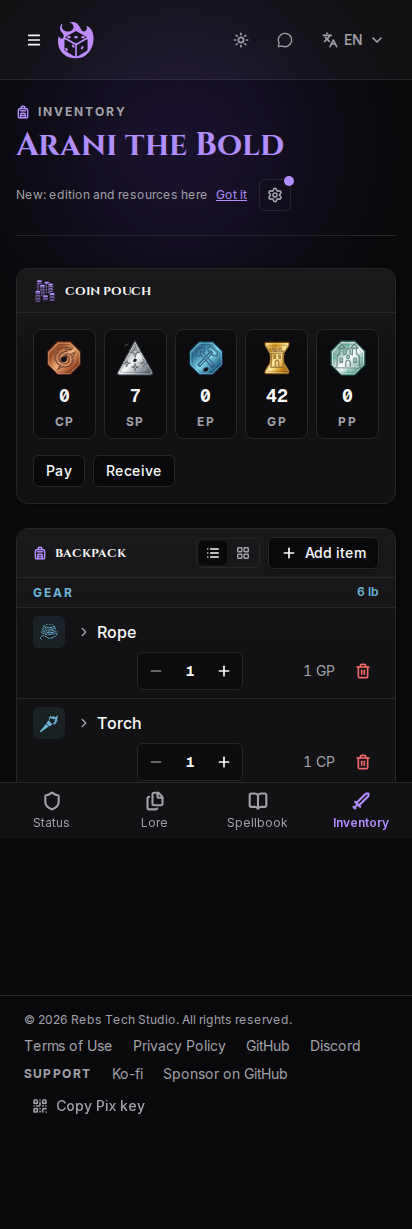 EN
INVENTORY
Arani the Bold
New: edition and resources here Got it
COIN POUCH
0 7 0 42 0
CP SP EP GP PP
Pay Receive
BACKPACK Add item
GEAR 6 lb
Rope
1 1 GP
Torch
1 1 CP
Status Lore Spellbook Inventory
© 2026 Rebs Tech Studio. All rights reserved.
Terms of Use Privacy Policy GitHub Discord
SUPPORT Ko-fi Sponsor on GitHub
Copy Pix key